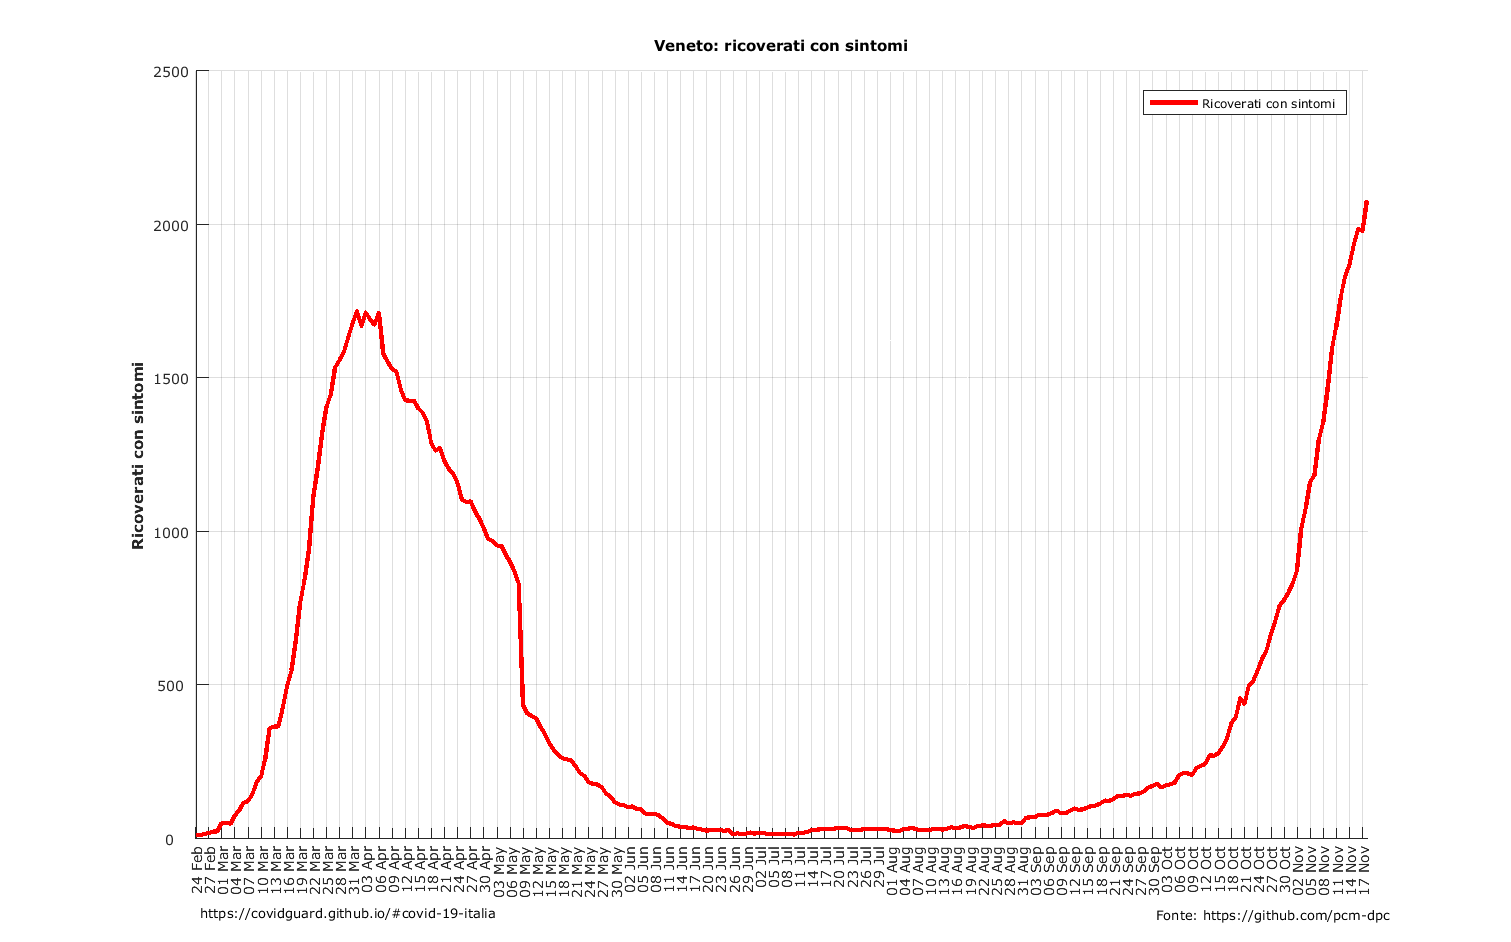 Veneto: ricoverati con sintomi
Ricoverati con sintomi
Ricoverati con sintomi
2500
2000
1500
1000
500
0
24 Feb
27 Feb
01 Mar
04 Mar
07 Mar
10 Mar
13 Mar
16 Mar
19 Mar
22 Mar
25 Mar
28 Mar
31 Mar
03 Apr
06 Apr
09 Apr
12 Apr
15 Apr
18 Apr
21 Apr
24 Apr
27 Apr
30 Apr
03 May
06 May
09 May
12 May
15 May
18 May
21 May
24 May
27 May
30 May
02 Jun
05 Jun
08 Jun
11 Jun
14 Jun
17 Jun
20 Jun
23 Jun
26 Jun
29 Jun
02 Jul
05 Jul
08 Jul
11 Jul
14 Jul
17 Jul
20 Jul
23 Jul
26 Jul
29 Jul
01 Aug
04 Aug
07 Aug
10 Aug
13 Aug
16 Aug
19 Aug
22 Aug
25 Aug
28 Aug
31 Aug
03 Sep
06 Sep
09 Sep
12 Sep
15 Sep
18 Sep
21 Sep
24 Sep
27 Sep
30 Sep
03 Oct
06 Oct
09 Oct
12 Oct
15 Oct
18 Oct
21 Oct
24 Oct
27 Oct
30 Oct
02 Nov
05 Nov
08 Nov
11 Nov
14 Nov
17 Nov
https://covidguard.github.io/#covid-19-italia
Fonte: https://github.com/pcm-dpc